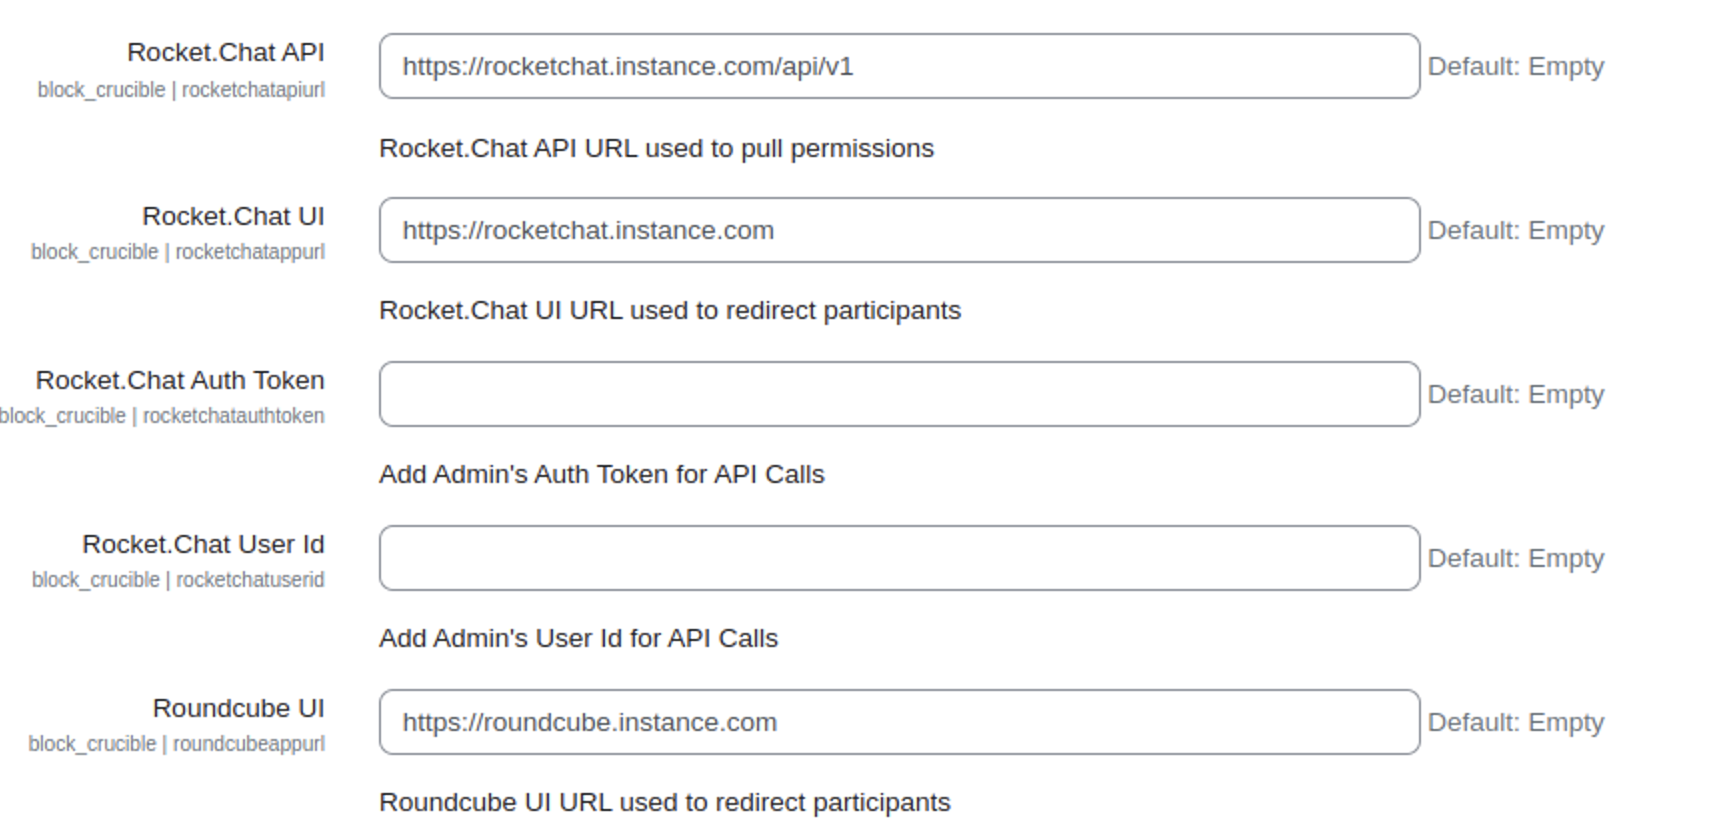 Rocket.Chat API
https://rocketchat.instance.com/api/v1
Default: Empty
block_crucible | rocketchatapiurl
Rocket.Chat API URL used to pull permissions
Rocket.Chat UI
https://rocketchat.instance.com
Default: Empty
block_crucible | rocketchatappurl
Rocket.Chat UI URL used to redirect participants
Rocket.Chat Auth Token
Default: Empty
block_crucible | rocketchatauthtoken
Add Admin's Auth Token for API Calls
Rocket.Chat User Id
Default: Empty
block_crucible | rocketchatuserid
Add Admin's User Id for API Calls
Roundcube UI
https://roundcube.instance.com
Default: Empty
block_crucible | roundcubeappurl
Roundcube UI URL used to redirect participants